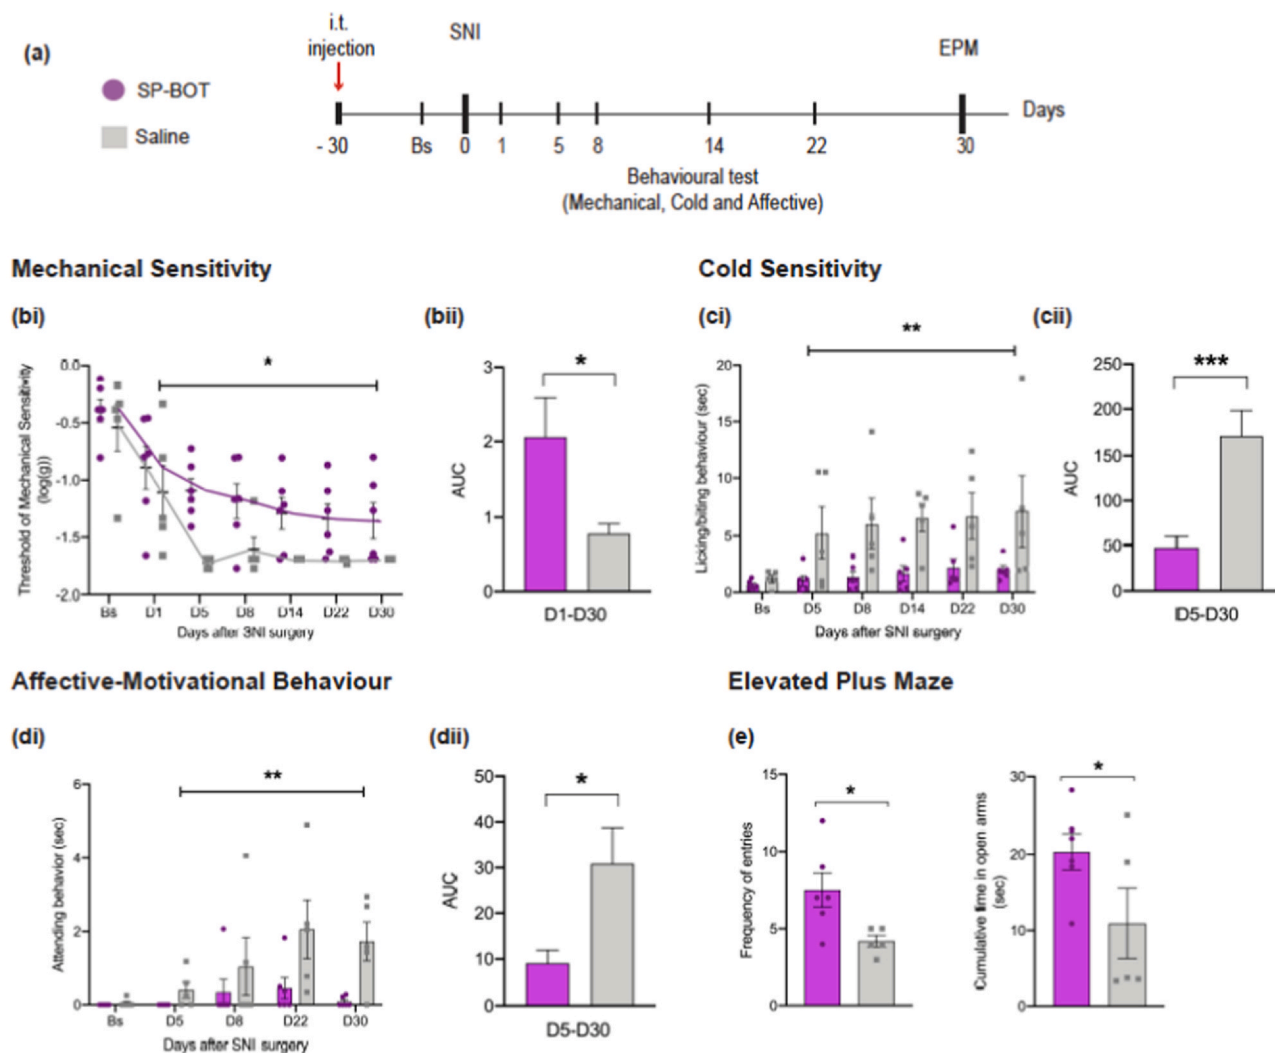 (a)
i.t.
injection
SNI
EPM
SP-BOT
Saline
Days
- 30
Bs
0
1
5
8
14
22
30
Behavioural test
(Mechanical, Cold and Affective)
Mechanical Sensitivity
Cold Sensitivity
(bi)
(bii)
(ci)
(cii)
Threshold of Mechanical Sensitivity
(log(g))
0.0
-0.5
-1.0
-1.5
-2.0
*
Bs D1 D5 D8 D14 D22 D30
Days after SNI surgery
AUC
3
2
1
0
*
D1-D30
Licking/biting behaviour (sec)
20
15
10
5
0
**
Bs D5 D8 D14 D22 D30
Days after SNI surgery
AUC
250
200
150
100
50
0
***
D5-D30
Affective-Motivational Behaviour
Elevated Plus Maze
(di)
(dii)
(e)
Attending behavior (sec)
6
4
2
0
**
Bs D5 D8 D22 D30
Days after SNI surgery
AUC
50
40
30
20
10
0
*
D5-D30
Frequency of entries
15
10
5
0
*
Cumulative time in open arms
(sec)
30
20
10
0
*